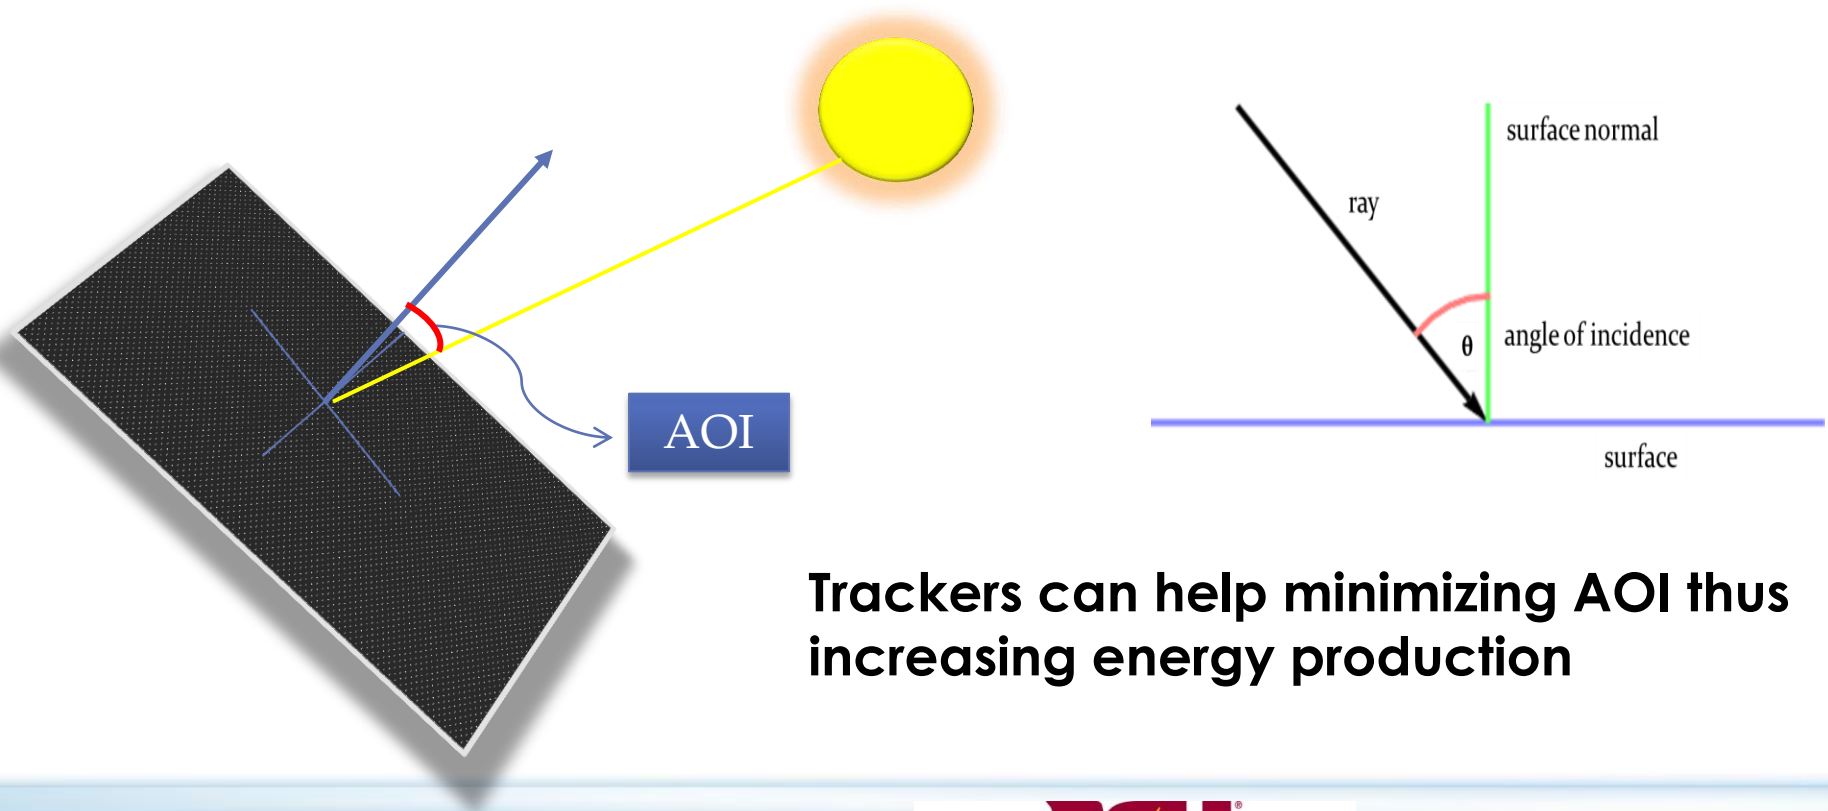 AOI
surface normal
ray
θ
angle of incidence
surface
Trackers can help minimizing AOI thus
increasing energy production